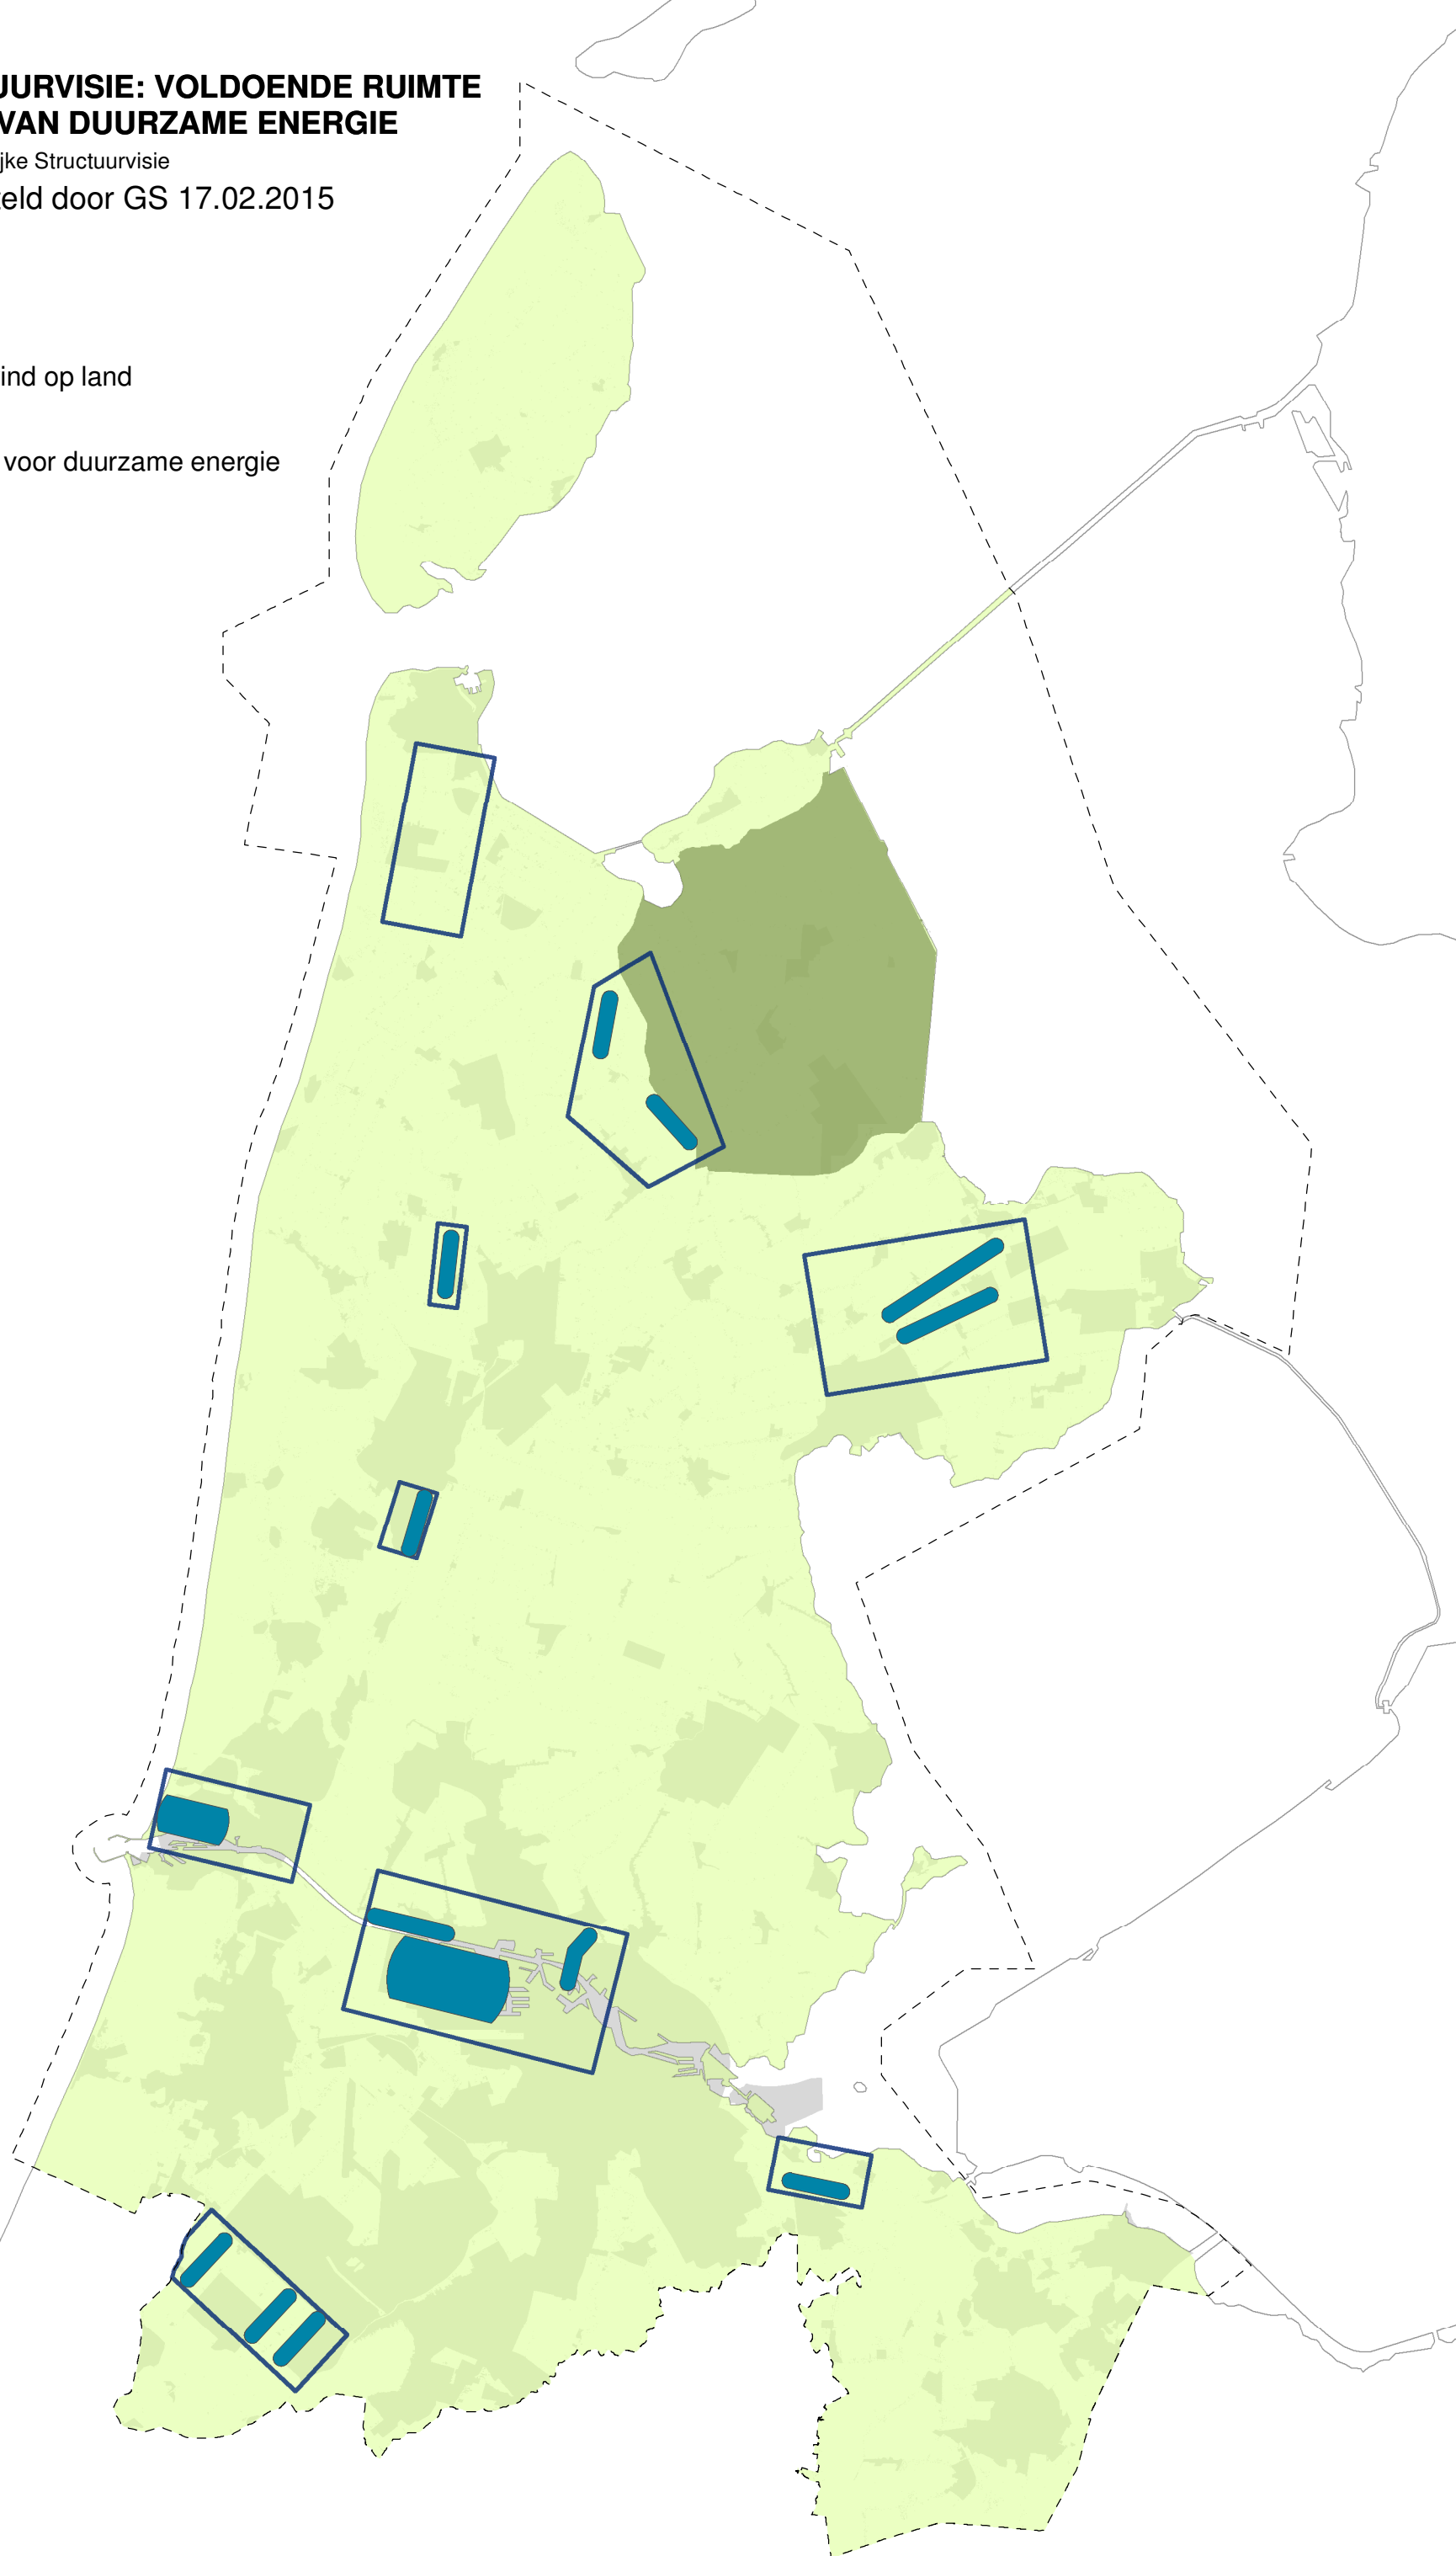 UURVISIE: VOLDOENDE RUIMTE
VAN DUURZAME ENERGIE
jke Structuurvisie
eld door GS 17.02.2015
ind op land
voor duurzame energie